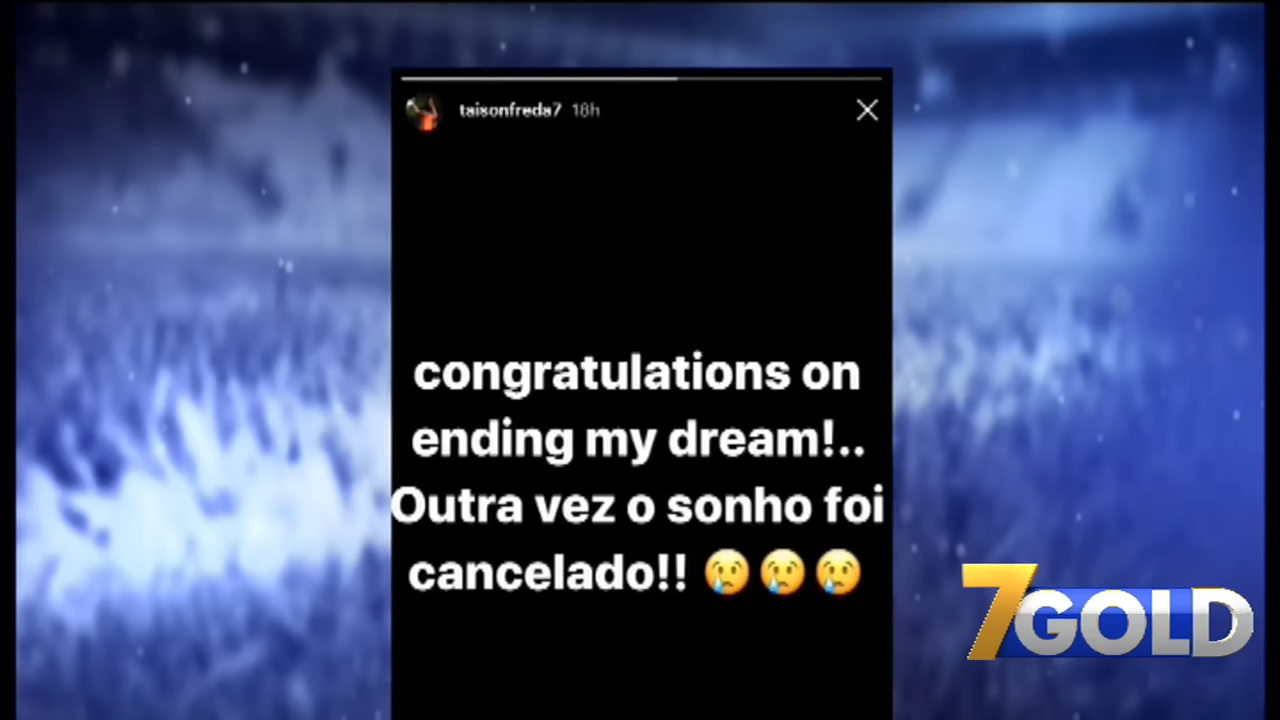 taisonfreda7 18h
congratulations on
ending my dream!..
Outra vez o sonho foi
cancelado!! 😢😢😢
7GOLD